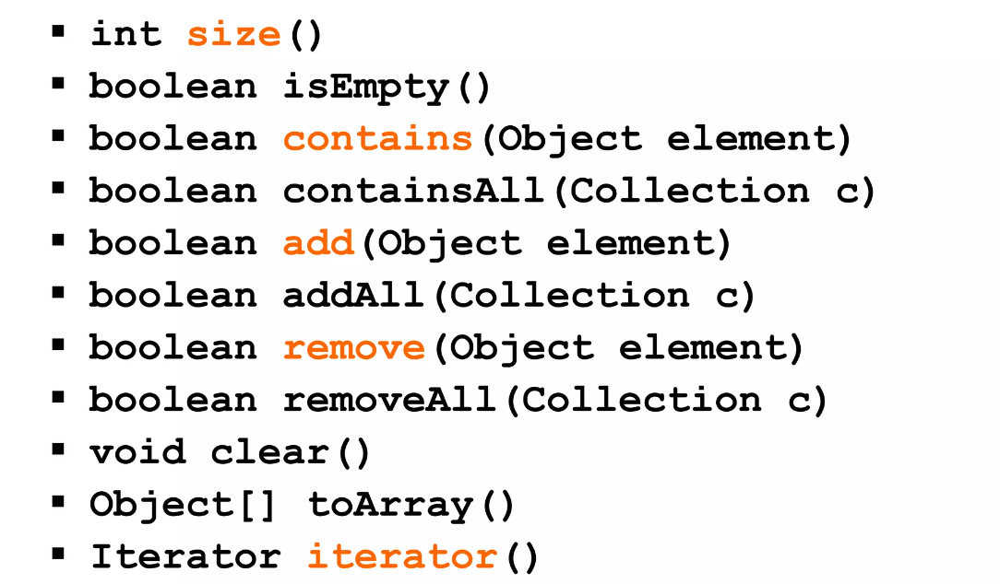 ▪ int size()
▪ boolean isEmpty()
▪ boolean contains(Object element)
▪ boolean containsAll(Collection c)
▪ boolean add(Object element)
▪ boolean addAll(Collection c)
▪ boolean remove(Object element)
▪ boolean removeAll(Collection c)
▪ void clear()
▪ Object[] toArray()
▪ Iterator iterator()